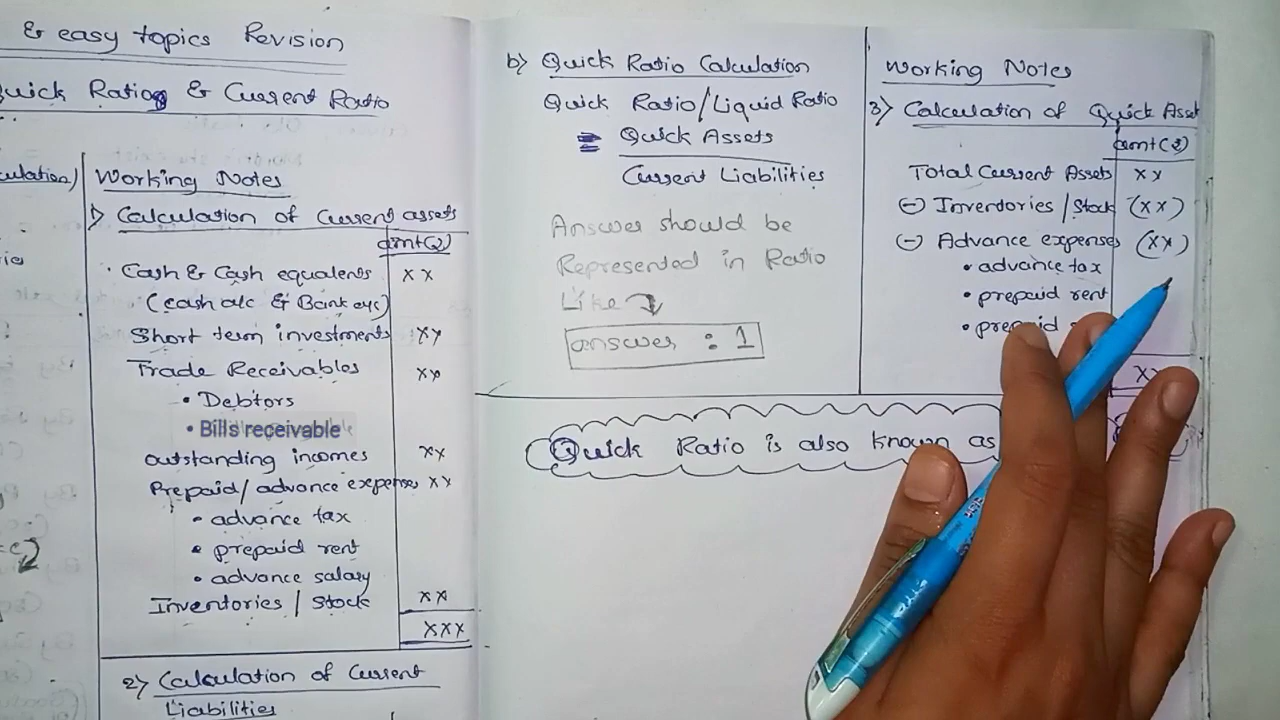 & easy topics Revision
Quick Ratio & Current Ratio
Working Notes
1) Calculation of Current assets
amt(₹)
Cash & Cash equalents XX
(cash a/c & Bank a/c)
Short term investments XX
Trade Receivables XX
• Debtors
• Bills receivable
outstanding incomes XX
Prepaid/advance expenses XX
• advance tax
• prepaid rent
• advance salary
Inventories / Stock XX
XXX
2) Calculation of Current
Liabilities
b) Quick Ratio Calculation
Quick Ratio/Liquid Ratio
= Quick Assets
Current Liabilities
Answer should be
Represented in Ratio
Like
answer : 1
Working Notes
3) Calculation of Quick Asset
amt(₹)
Total Current Assets XX
(-) Inventories / Stock (XX)
(-) Advance expenses (XX)
• advance tax
• prepaid rent
• prepaid
XX
Quick Ratio is also known as